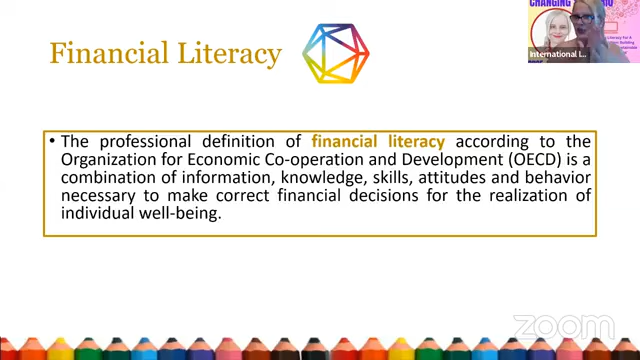 Financial Literacy
CHANGING
International L...
• The professional definition of financial literacy according to the
Organization for Economic Co-operation and Development (OECD) is a
combination of information, knowledge, skills, attitudes and behavior
necessary to make correct financial decisions for the realization of
individual well-being.
zoom